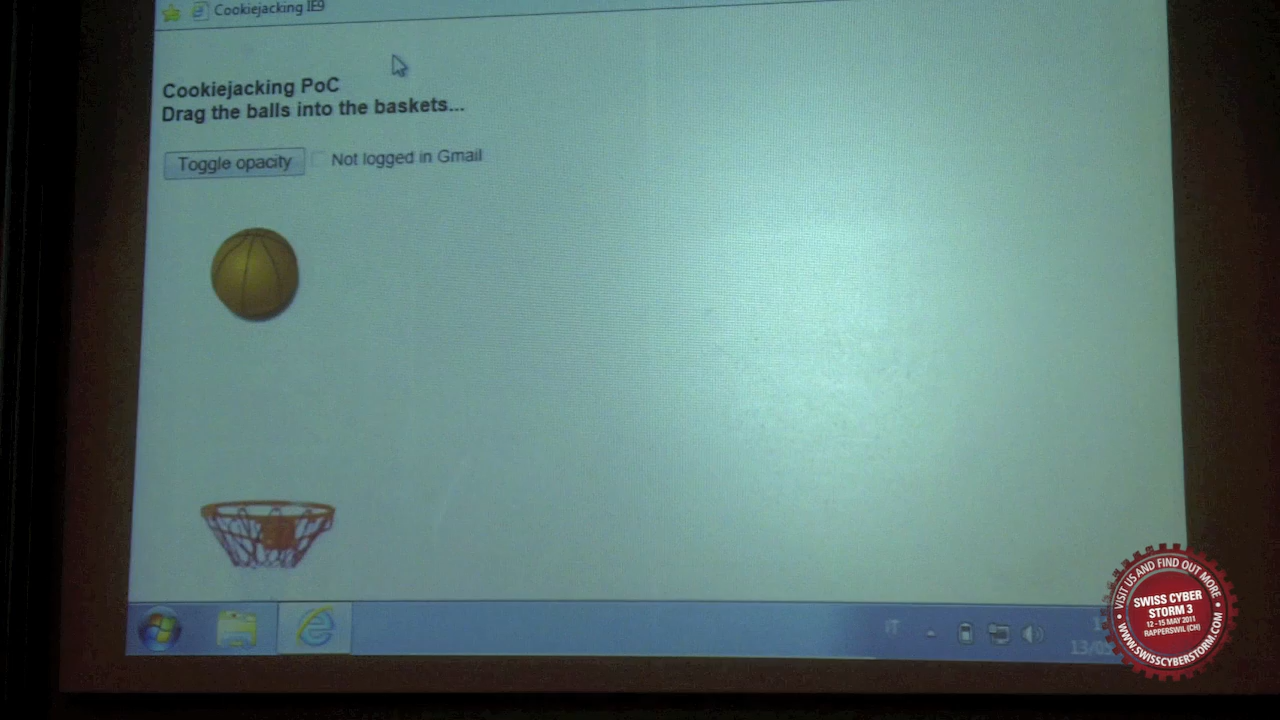 Cookiejacking IE9
Cookiejacking PoC
Drag the balls into the baskets...
Toggle opacity
Not logged in Gmail
IT
VISIT US AND FIND OUT MORE
SWISS CYBER
STORM 3
12 - 15 MAY 2011
RAPPERSWIL (CH)
WWW.SWISSCYBERSTORM.COM